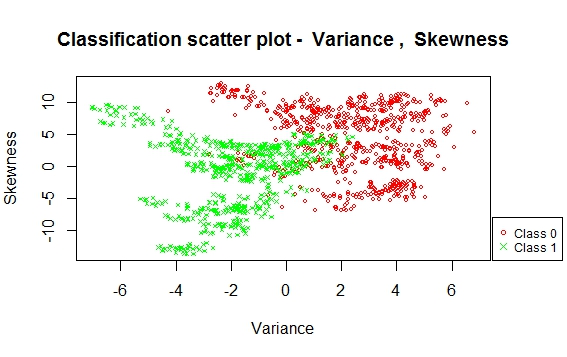 Classification scatter plot -  Variance ,  Skewness
10
5
0
-5
-10
Skewness
-6 -4 -2 0 2 4 6
Variance
Class 0
Class 1